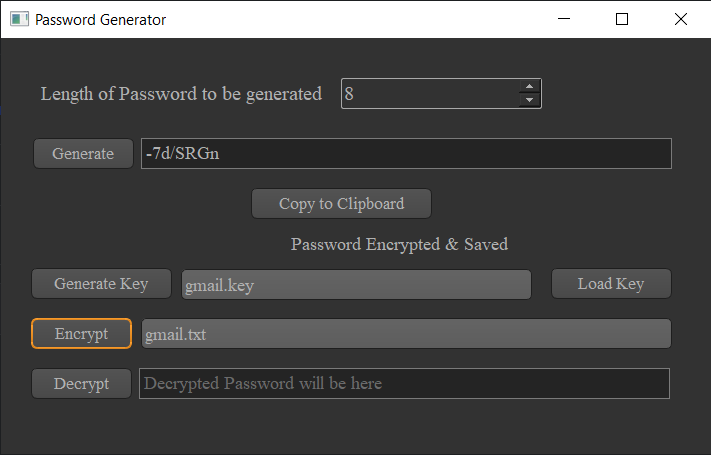 Password Generator
Length of Password to be generated 8
Generate -7d/SRGn
Copy to Clipboard
Password Encrypted & Saved
Generate Key gmail.key Load Key
Encrypt gmail.txt
Decrypt Decrypted Password will be here